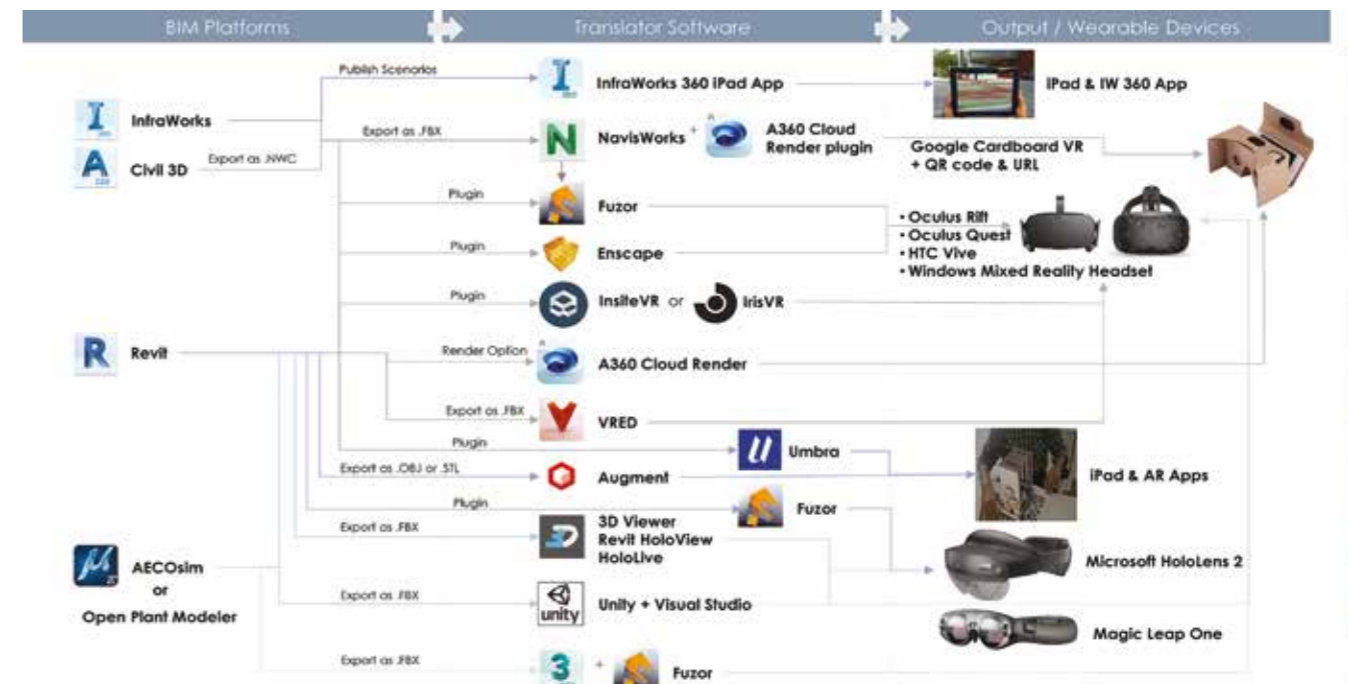 BIM Platforms
Translator Software
Output / Wearable Devices
Publish Scenarios
InfraWorks 360 iPad App
iPad & IW 360 App
InfraWorks
Export as .FBX
NavisWorks
+
A360 Cloud
Render plugin
Google Cardboard VR
+ QR code & URL
Civil 3D
Export as .NWC
Plugin
Fuzor
• Oculus Rift
• Oculus Quest
• HTC Vive
• Windows Mixed Reality Headset
Plugin
Enscape
Plugin
InsiteVR or IrisVR
Revit
Render Option
A360 Cloud Render
Export as .FBX
VRED
Plugin
Umbra
Export as .OBJ or .STL
Augment
iPad & AR Apps
Plugin
Fuzor
Export as .FBX
3D Viewer
Revit HoloView
HoloLive
Microsoft HoloLens 2
AECOsim
or
Open Plant Modeler
Export as .FBX
unity
Unity + Visual Studio
Magic Leap One
Export as .FBX
3
+
Fuzor